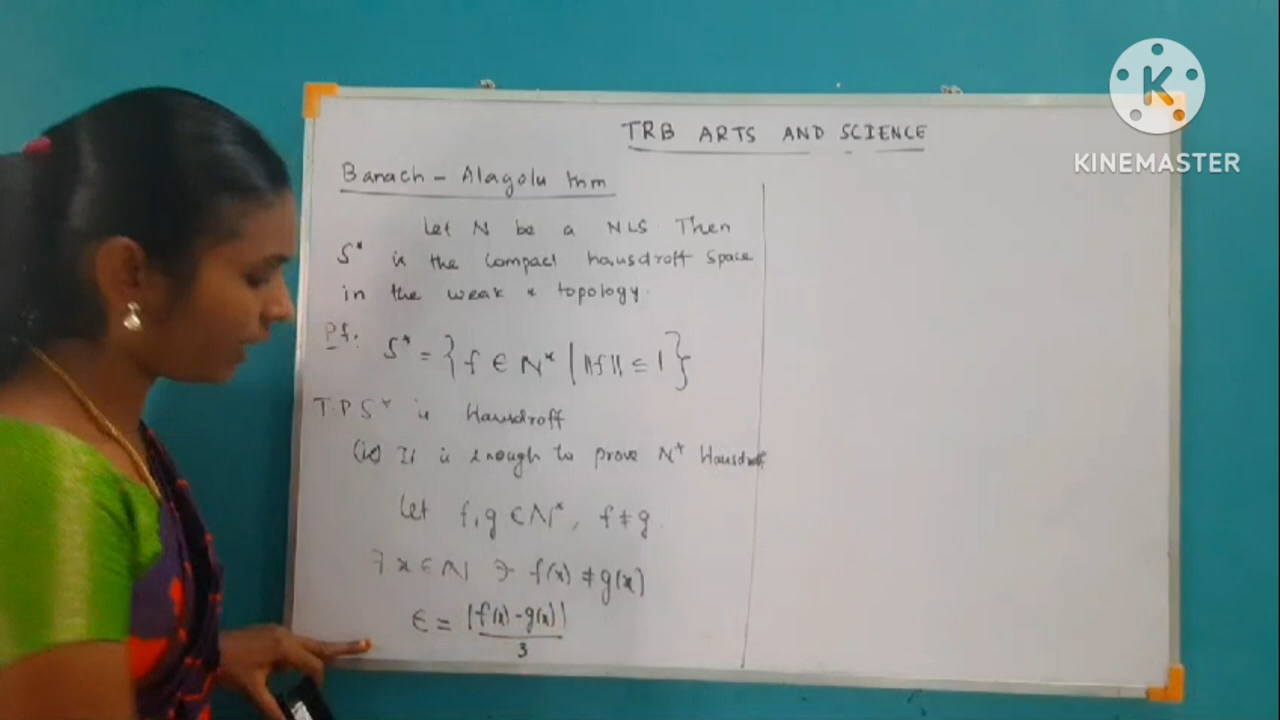 TRB ARTS AND SCIENCE
K
KINEMASTER
Banach - Alagolu thm
Let N be a NLS. Then
S* is the compact hausdroff space
in the weak * topology.
Pf:
S* = {f ∈ N* | ||f|| ≤ 1}
T.P S* is Hausdroff
(ie) It is enough to prove N* Hausdroff
Let f, g ∈ N*, f ≠ g.
∃ x ∈ N ∋ f(x) ≠ g(x)
ϵ = |f(x) - g(x)|
3